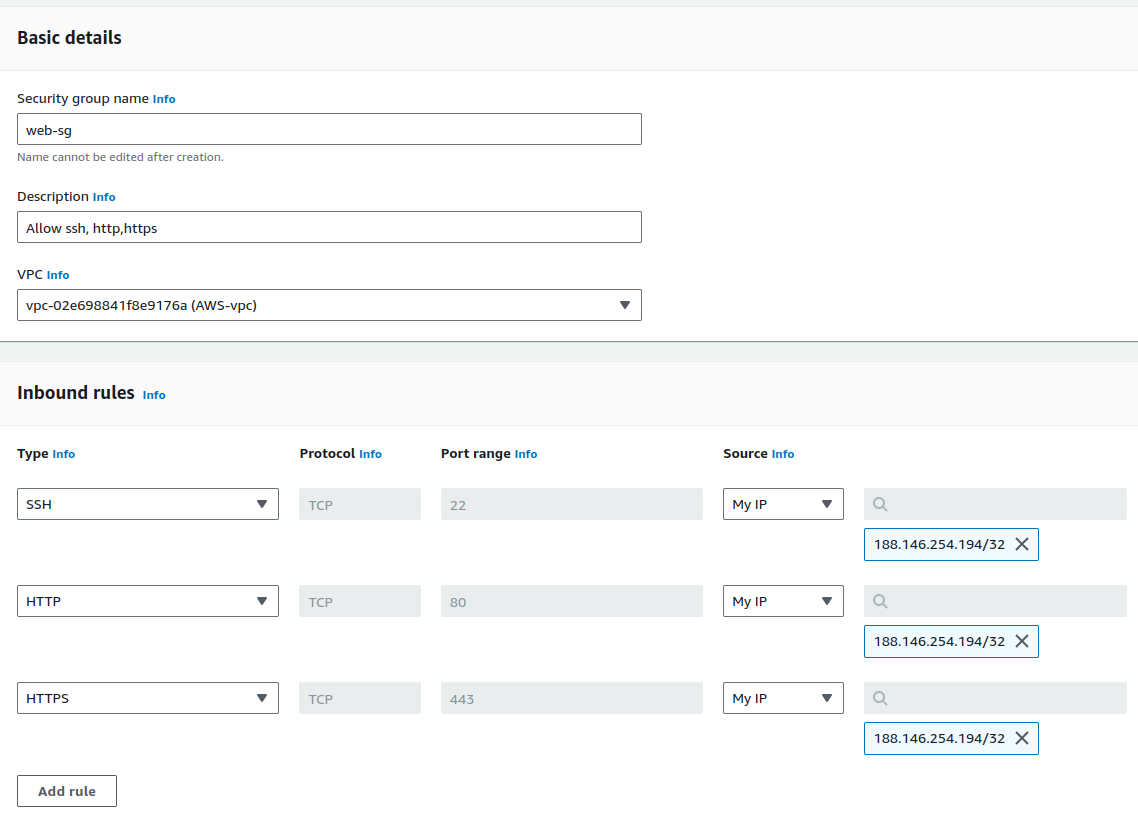 Basic details
Security group name Info
web-sg
Name cannot be edited after creation.
Description Info
Allow ssh, http,https
VPC Info
vpc-02e698841f8e9176a (AWS-vpc)
Inbound rules Info
Type Info Protocol Info Port range Info Source Info
SSH TCP 22 My IP
188.146.254.194/32
HTTP TCP 80 My IP
188.146.254.194/32
HTTPS TCP 443 My IP
188.146.254.194/32
Add rule